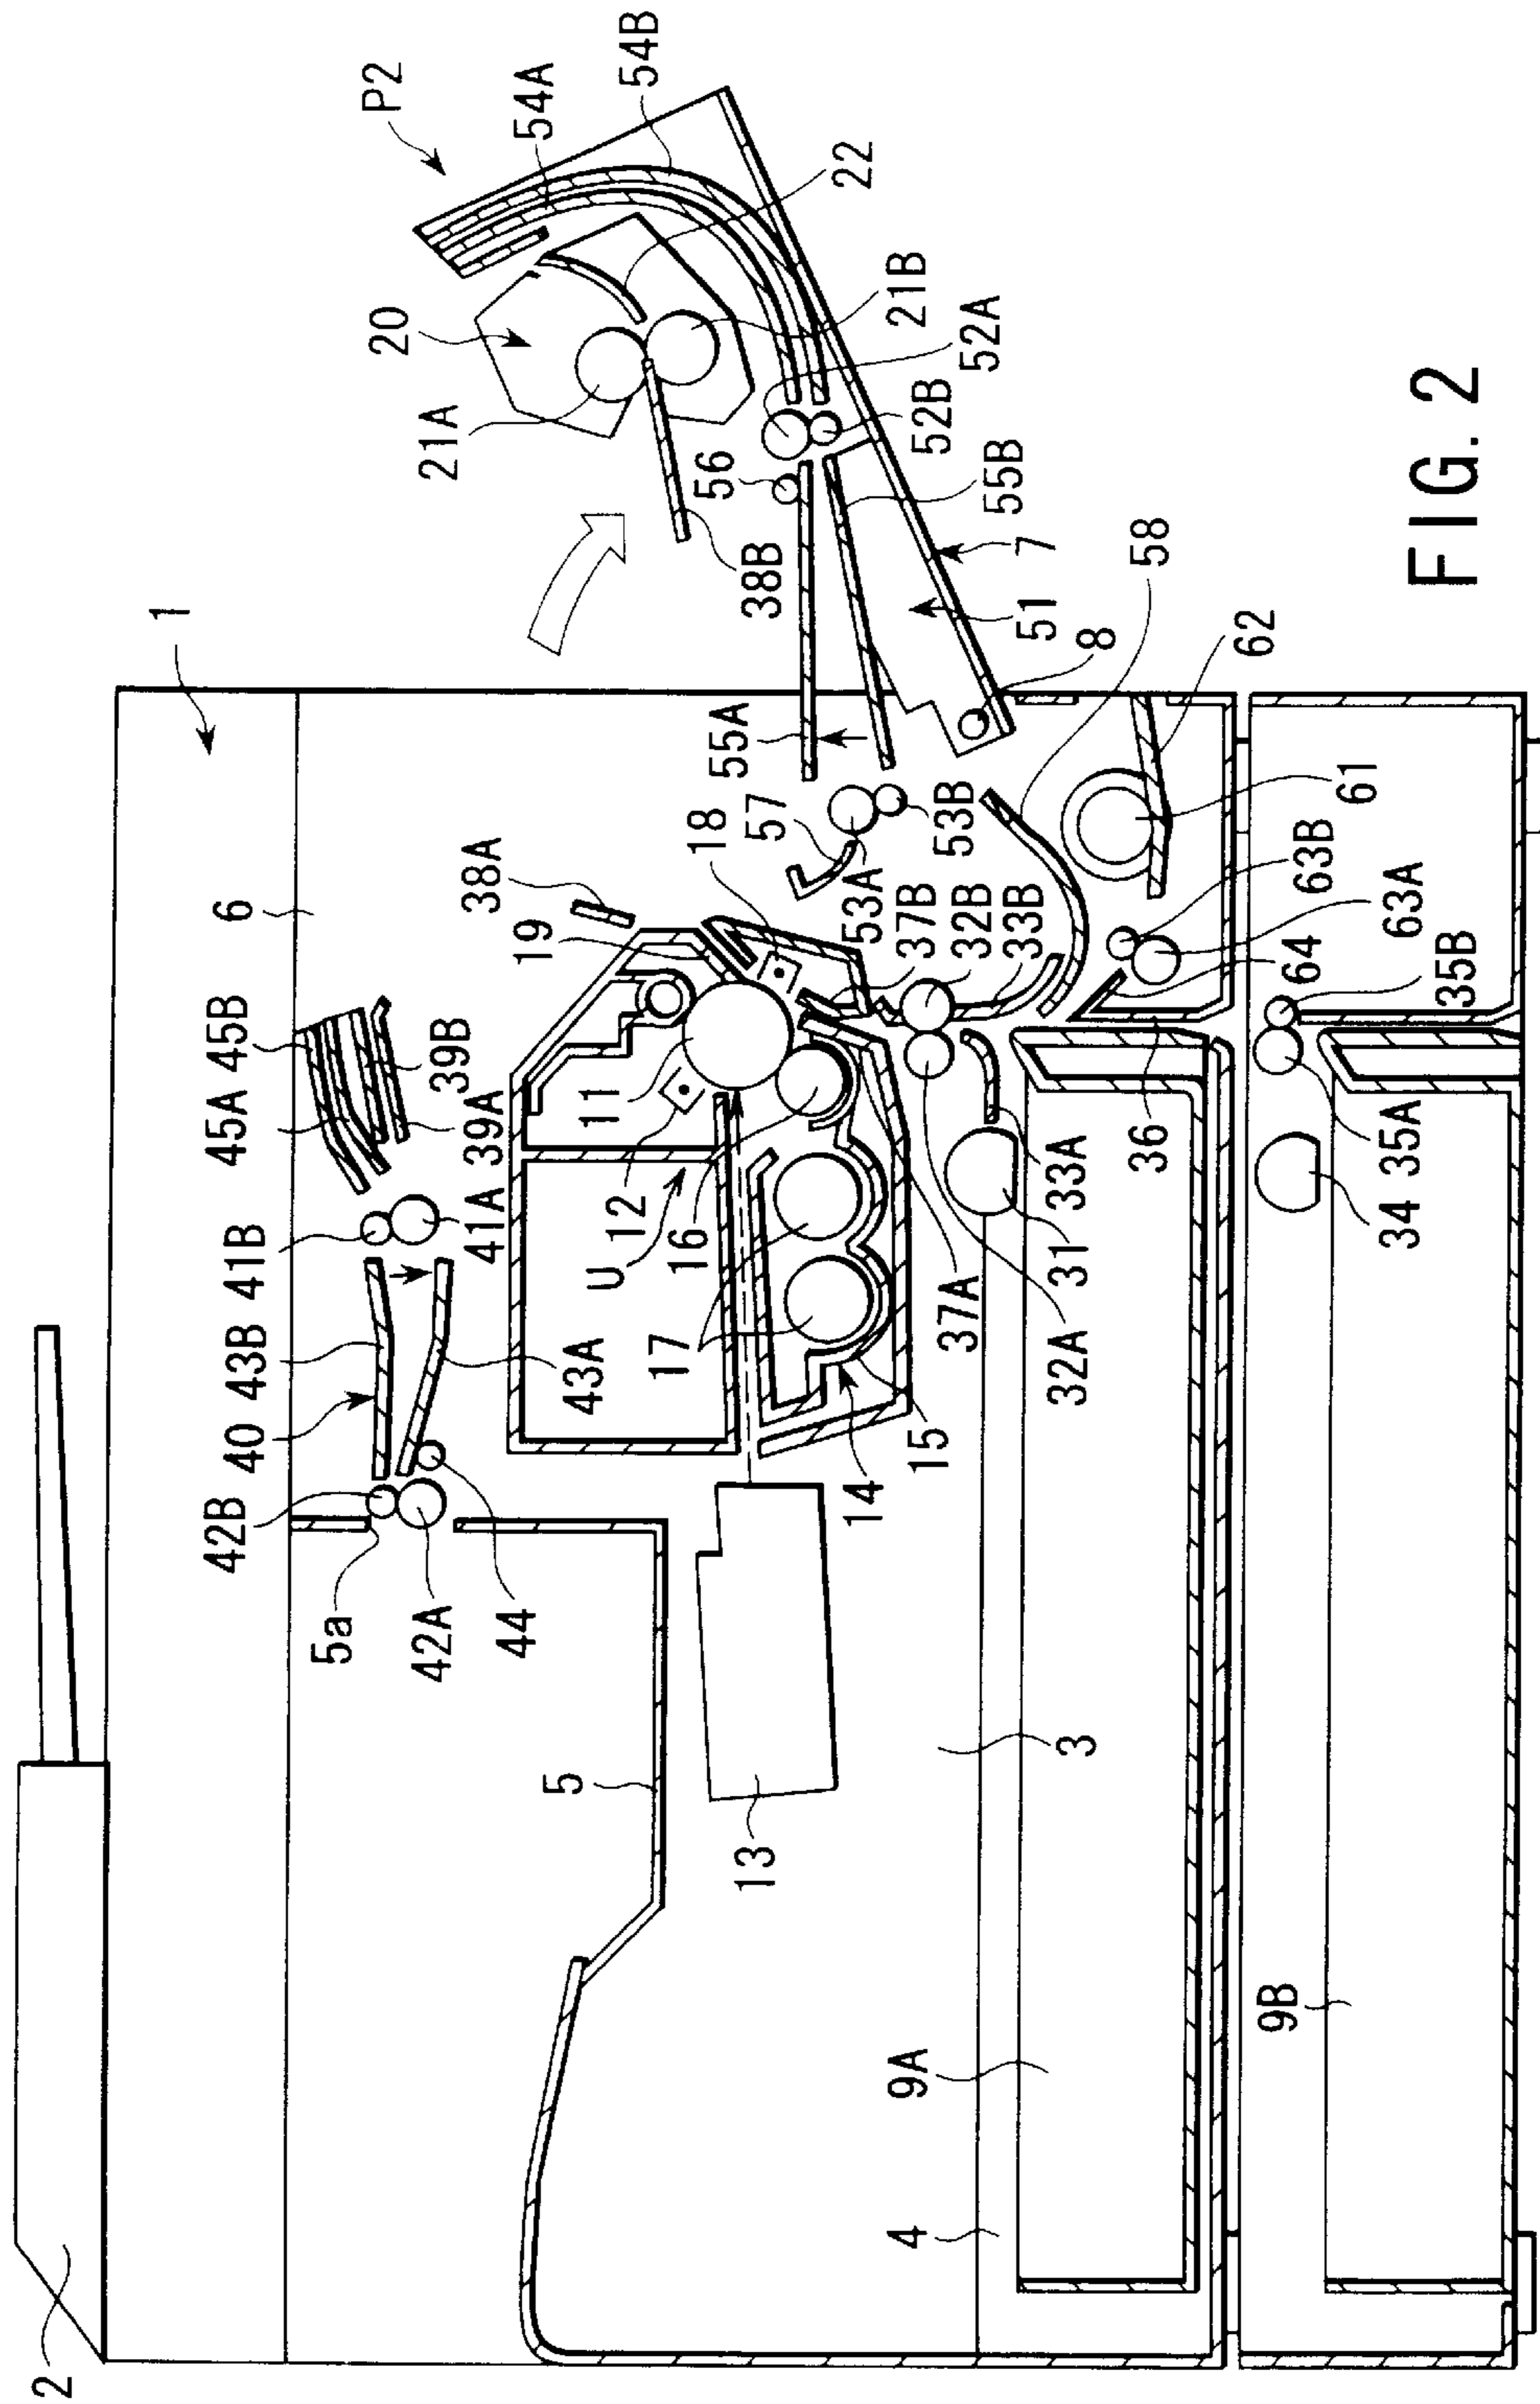 P2
54A
54B
20
22
21A
21B
52A
56
52B
38B
55B
7
51
58
8
62
1
55A
57
53B
61
18
6
38A
19
53A
37B
32B
33B
63B
63A
64
35B
45B
45A
39B
39A
11
12
U
16
41B
41A
36
35A
33A
34
31
17
37A
32A
43B
43A
40
15
14
42B
5a
42A
44
5
3
13
9A
9B
4
2
FIG. 2